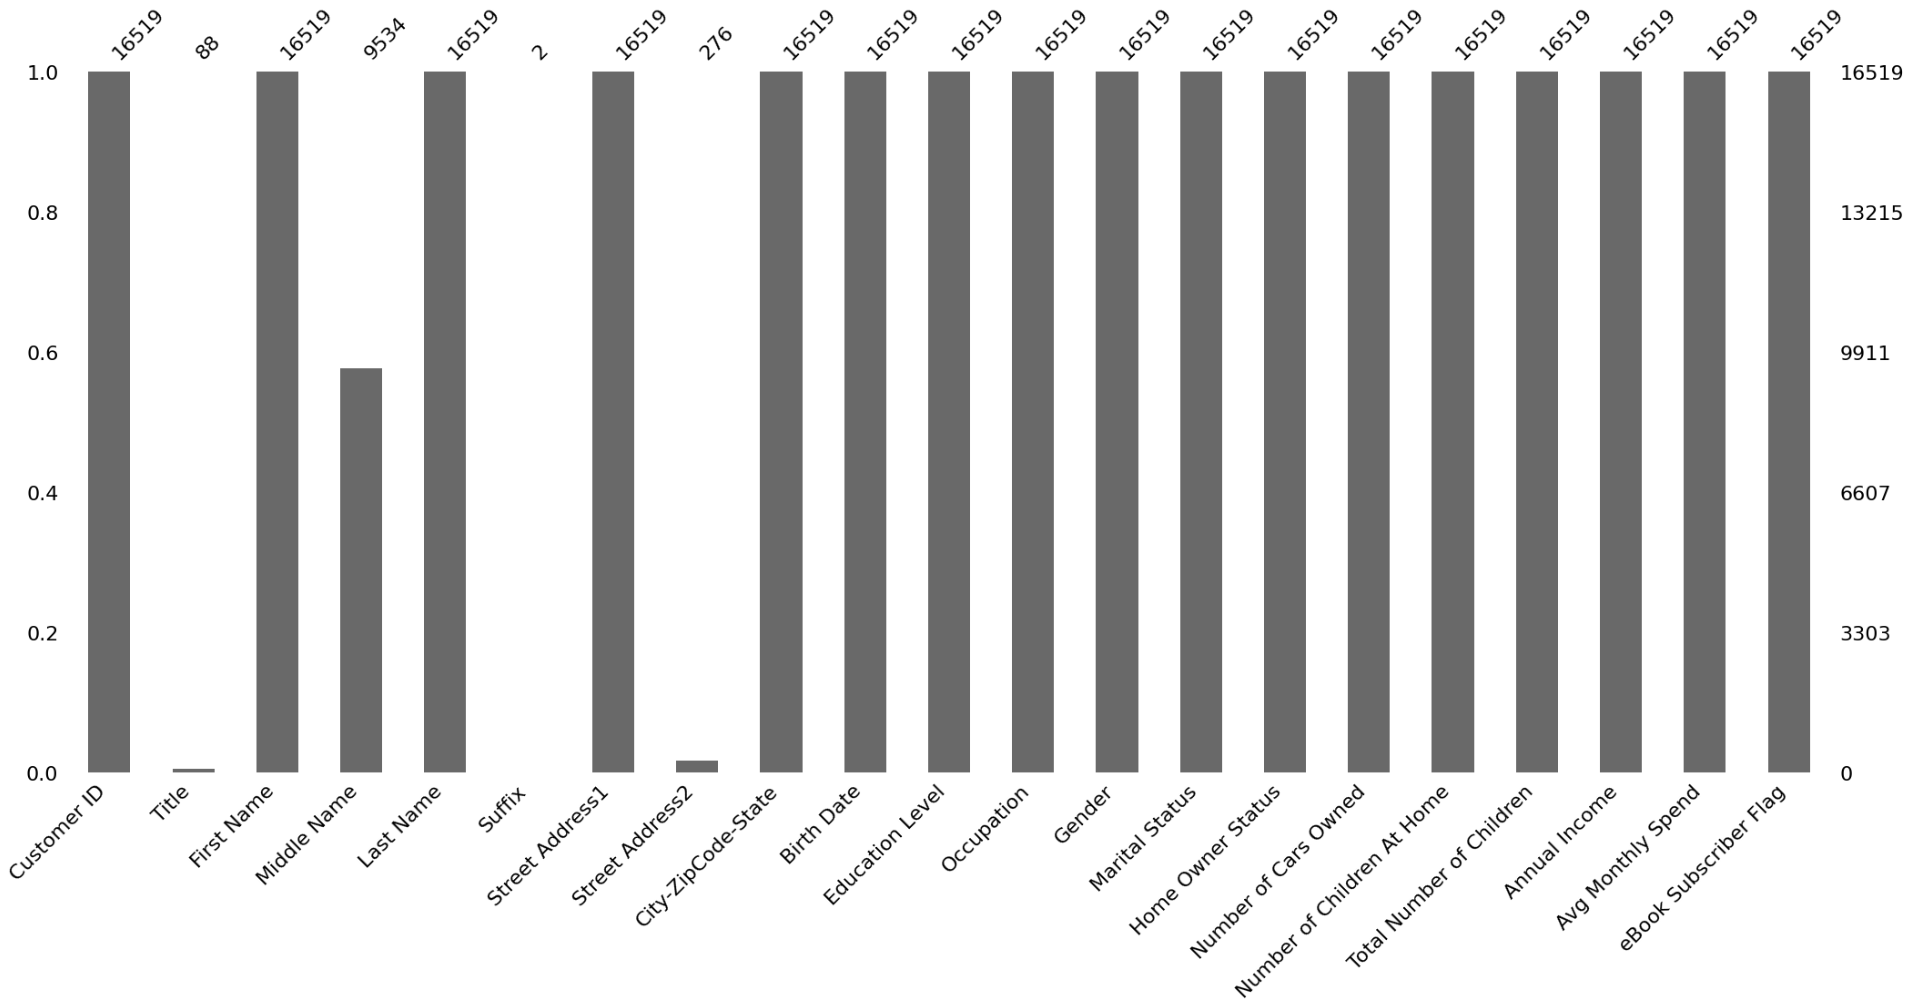 16519 88 16519 9534 16519 2 16519 276 16519 16519 16519 16519 16519 16519 16519 16519 16519 16519 16519 16519 16519
1.0 16519
0.8 13215
0.6 9911
0.4 6607
0.2 3303
0.0 0
Customer ID
Title
First Name
Middle Name
Last Name
Suffix
Street Address1
Street Address2
City-ZipCode-State
Birth Date
Education Level
Occupation
Gender
Marital Status
Home Owner Status
Number of Cars Owned
Number of Children At Home
Total Number of Children
Annual Income
Avg Monthly Spend
eBook Subscriber Flag